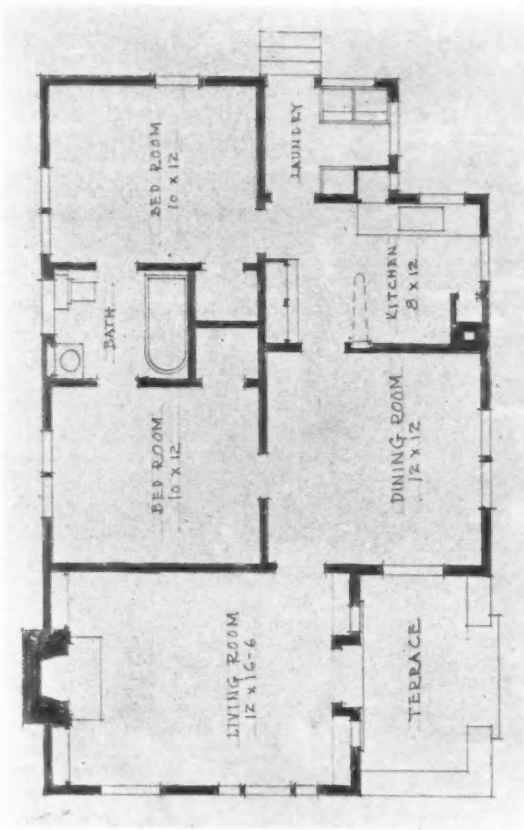 BED ROOM
10 x 12
LAUNDRY
BATH
KITCHAN
8 x 12
BED ROOM
10 x 12
DINING ROOM
12 x 12
LIVING ROOM
12 x 16-6
TERRACE